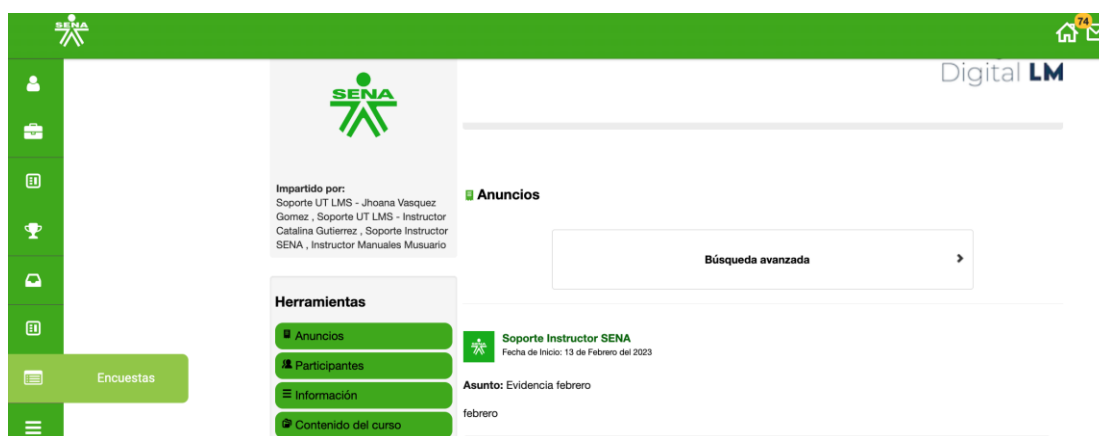 SENA
74
Digital LM
SENA
Impartido por:
Soporte UT LMS - Jhoana Vasquez
Gomez , Soporte UT LMS - Instructor
Catalina Gutierrez , Soporte Instructor
SENA , Instructor Manuales Musuario
Anuncios
Búsqueda avanzada
Herramientas
Anuncios
Participantes
Información
Contenido del curso
Soporte Instructor SENA
Fecha de Inicio: 13 de Febrero del 2023
Asunto: Evidencia febrero
febrero
Encuestas